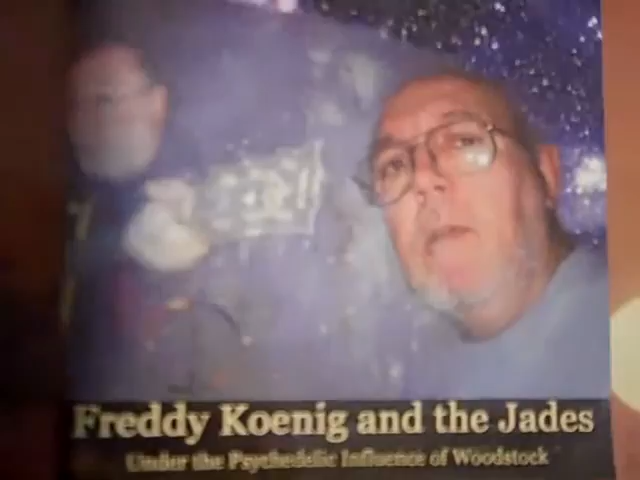 Freddy Koenig and the Jades
Under the Psychedelic Influence of Woodstock